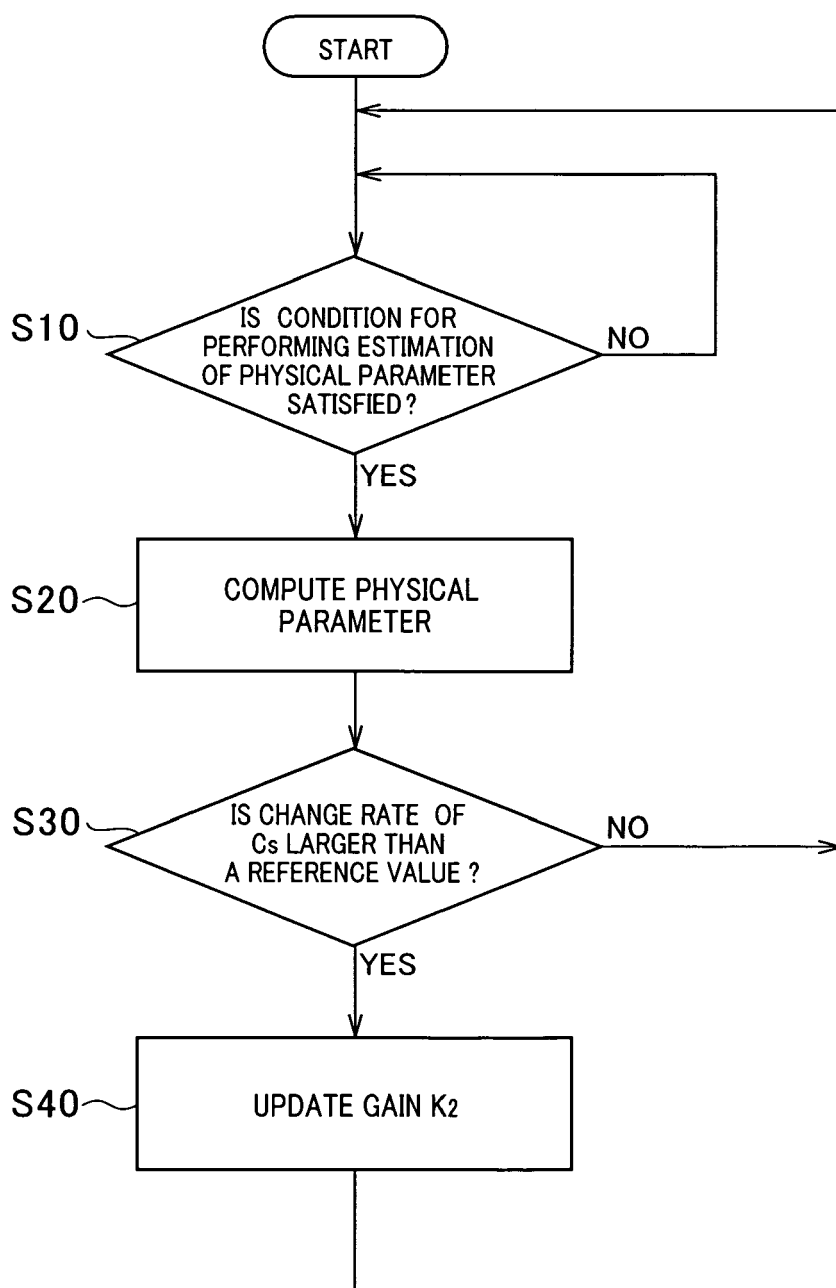 START
S10
IS CONDITION FOR
PERFORMING ESTIMATION
OF PHYSICAL PARAMETER
SATISFIED?
NO
YES
S20
COMPUTE PHYSICAL
PARAMETER
S30
IS CHANGE RATE OF
Cs LARGER THAN
A REFERENCE VALUE?
NO
YES
S40
UPDATE GAIN K2